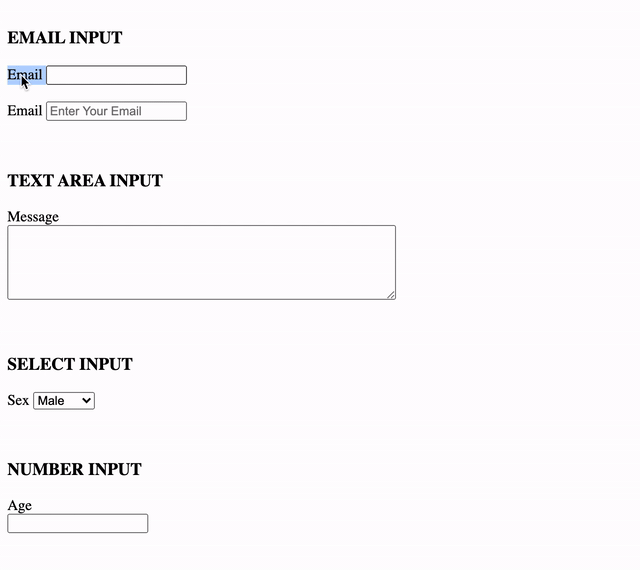 EMAIL INPUT
Email
Email Enter Your Email
TEXT AREA INPUT
Message
SELECT INPUT
Sex Male
NUMBER INPUT
Age